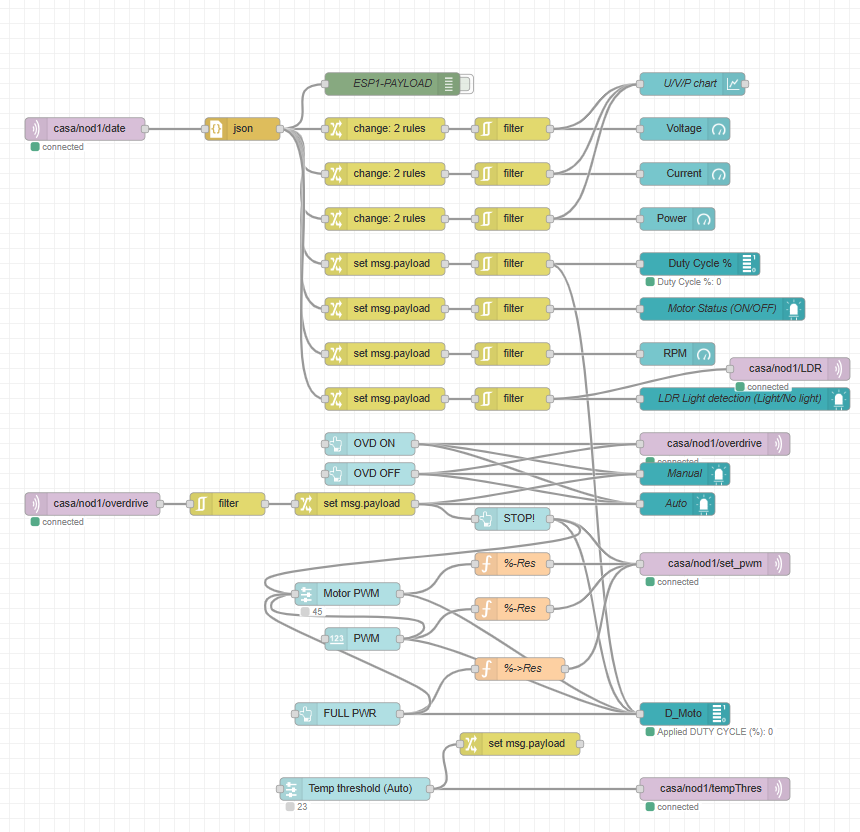 ESP1-PAYLOAD
U/V/P chart
casa/nod1/date
connected
json
change: 2 rules
filter
Voltage
change: 2 rules
filter
Current
change: 2 rules
filter
Power
set msg.payload
filter
Duty Cycle %
Duty Cycle %: 0
set msg.payload
filter
Motor Status (ON/OFF)
set msg.payload
filter
RPM
casa/nod1/LDR
connected
set msg.payload
filter
LDR Light detection (Light/No light)
OVD ON
casa/nod1/overdrive
connected
OVD OFF
Manual
casa/nod1/overdrive
connected
filter
set msg.payload
Auto
STOP!
%-Res
casa/nod1/set_pwm
connected
Motor PWM
45
%-Res
123
PWM
%->Res
FULL PWR
D_Moto
Applied DUTY CYCLE (%): 0
set msg.payload
Temp threshold (Auto)
23
casa/nod1/tempThres
connected